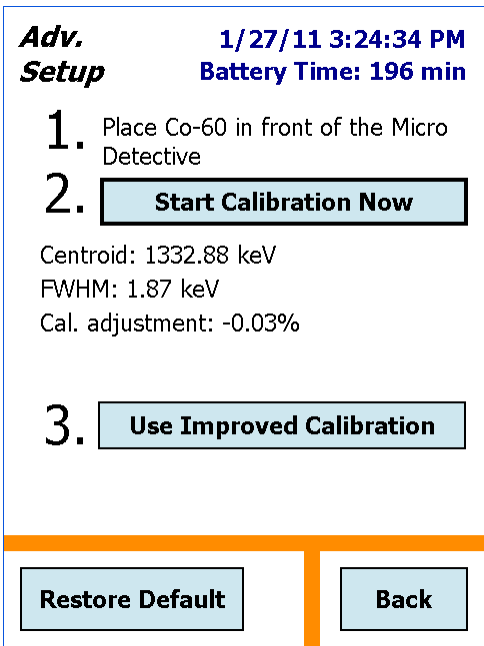 Adv. Setup
1/27/11 3:24:34 PM
Battery Time: 196 min
1. Place Co-60 in front of the Micro
Detective
2. Start Calibration Now
Centroid: 1332.88 keV
FWHM: 1.87 keV
Cal. adjustment: -0.03%
3. Use Improved Calibration
Restore Default
Back